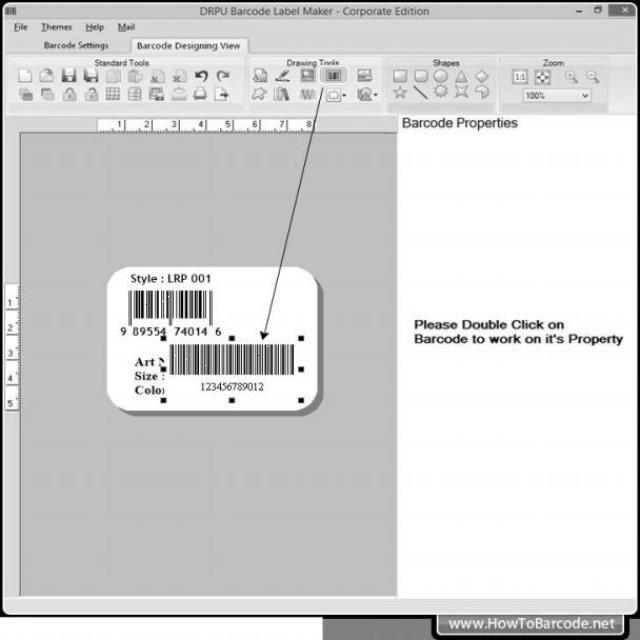 DRPU Barcode Label Maker - Corporate Edition
File Themes Help Mail
Barcode Settings Barcode Designing View
Standard Tools Drawing Tools Shapes Zoom
1:1
100%
1 2 3 4 5 6 7 8
Barcode Properties
1
2
3
4
5
Style : LRP 001
9 89554 74014 6
Art N
Size :
Color
123456789012
Please Double Click on
Barcode to work on it's Property
www.HowToBarcode.net